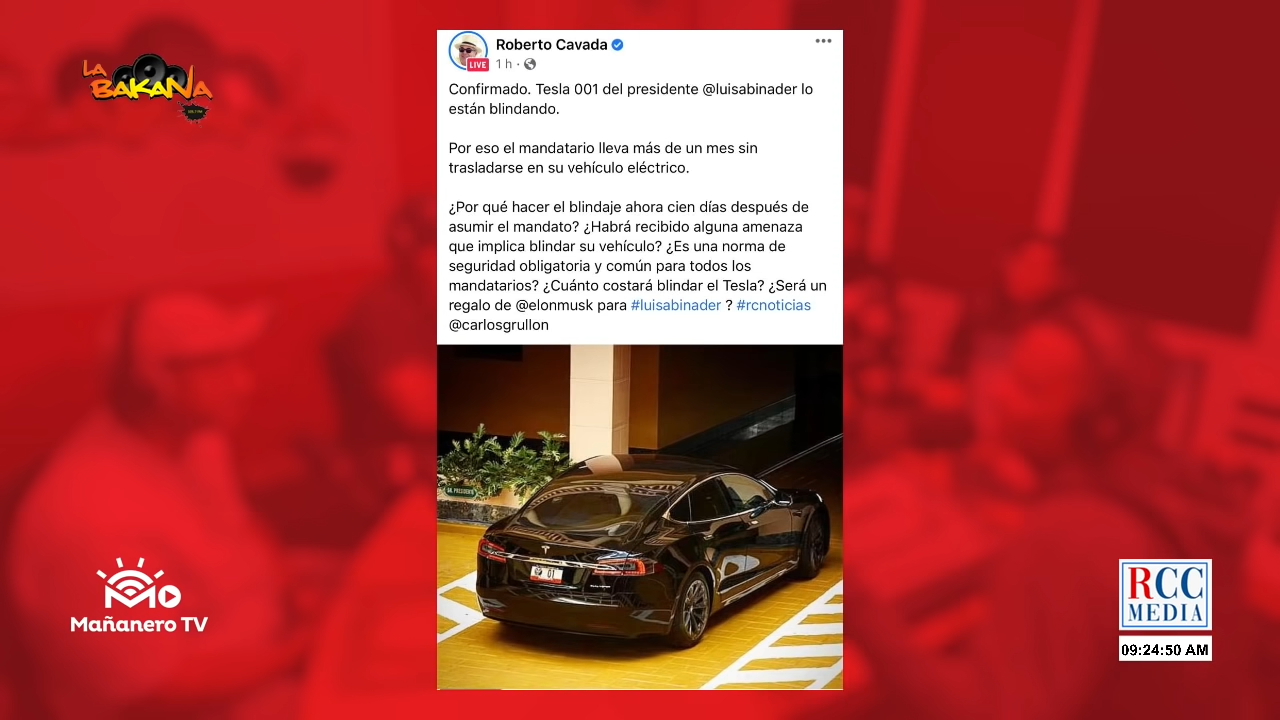 LA
BAKANA
Roberto Cavada
LIVE
1 h ·
Confirmado. Tesla 001 del presidente @luisabinader lo
están blindando.
Por eso el mandatario lleva más de un mes sin
trasladarse en su vehículo eléctrico.
¿Por qué hacer el blindaje ahora cien días después de
asumir el mandato? ¿Habrá recibido alguna amenaza
que implica blindar su vehículo? ¿Es una norma de
seguridad obligatoria y común para todos los
mandatarios? ¿Cuánto costará blindar el Tesla? ¿Será un
regalo de @elonmusk para #luisabinader ? #rcnoticias
@carlosgrullon
PRESIDENTE
01
Mañanero TV
RCC
MEDIA
09:24:50 AM